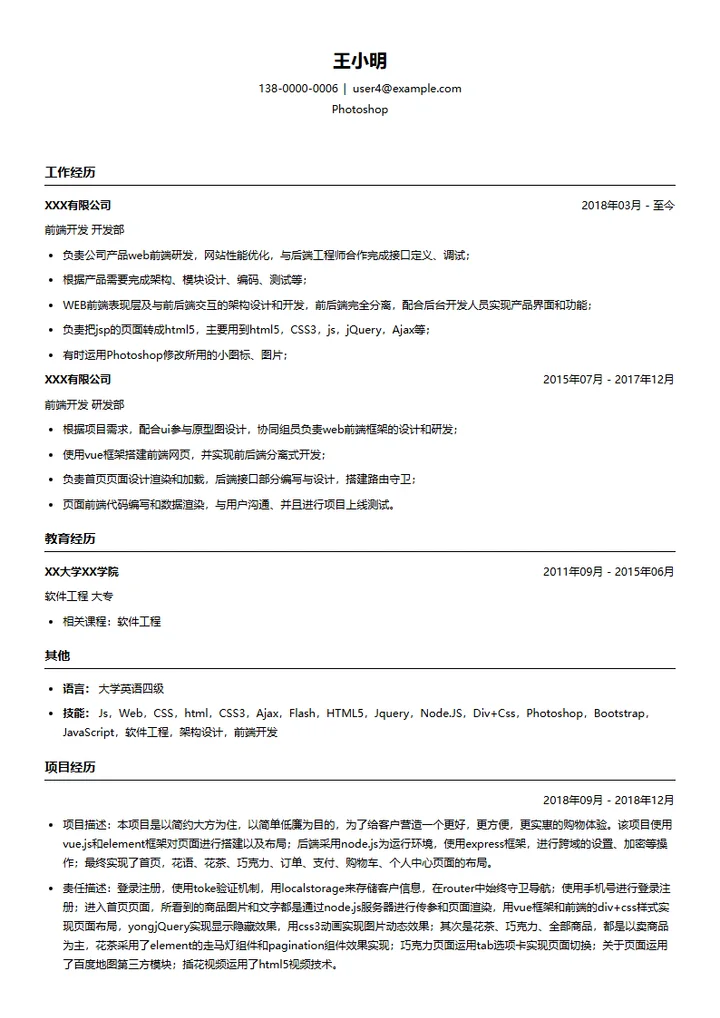 王小明
138-0000-0006 | user4@example.com
Photoshop
工作经历
XXX有限公司 2018年03月 - 至今
前端开发 开发部
• 负责公司产品web前端研发，网站性能优化，与后端工程师合作完成接口定义、调试；
• 根据产品需要完成架构、模块设计、编码、测试等；
• WEB前端表现层及与前后端交互的架构设计和开发，前后端完全分离，配合后台开发人员实现产品界面和功能；
• 负责把jsp的页面转成html5，主要用到html5，CSS3，js，jQuery，Ajax等；
• 有时运用Photoshop修改所用的小图标、图片；
XXX有限公司 2015年07月 - 2017年12月
前端开发 研发部
• 根据项目需求，配合ui参与原型图设计，协同组员负责web前端框架的设计和研发；
• 使用vue框架搭建前端网页，并实现前后端分离式开发；
• 负责首页页面设计渲染和加载，后端接口部分编写与设计，搭建路由守卫；
• 页面前端代码编写和数据渲染，与用户沟通、并且进行项目上线测试。
教育经历
XX大学XX学院 2011年09月 - 2015年06月
软件工程 大专
• 相关课程：软件工程
其他
• 语言： 大学英语四级
• 技能： Js，Web，CSS，html，CSS3，Ajax，Flash，HTML5，Jquery，Node.JS，Div+Css，Photoshop，Bootstrap，
JavaScript，软件工程，架构设计，前端开发
项目经历
2018年09月 - 2018年12月
• 项目描述：本项目是以简约大方为住，以简单低廉为目的，为了给客户营造一个更好，更方便，更实惠的购物体验。该项目使用
vue.js和element框架对页面进行搭建以及布局；后端采用node.js为运行环境，使用express框架，进行跨域的设置、加密等操
作；最终实现了首页，花语、花茶、巧克力、订单、支付、购物车、个人中心页面的布局。
• 责任描述：登录注册，使用toke验证机制，用localstorage来存储客户信息，在router中始终守卫导航；使用手机号进行登录注
册；进入首页页面，所看到的商品图片和文字都是通过node.js服务器进行传参和页面渲染，用vue框架和前端的div+css样式实
现页面布局，yongjQuery实现显示隐藏效果，用css3动画实现图片动态效果；其次是花茶、巧克力、全部商品，都是以卖商品
为主，花茶采用了element的走马灯组件和pagination组件效果实现；巧克力页面运用tab选项卡实现页面切换；关于页面运用
了百度地图第三方模块；插花视频运用了html5视频技术。